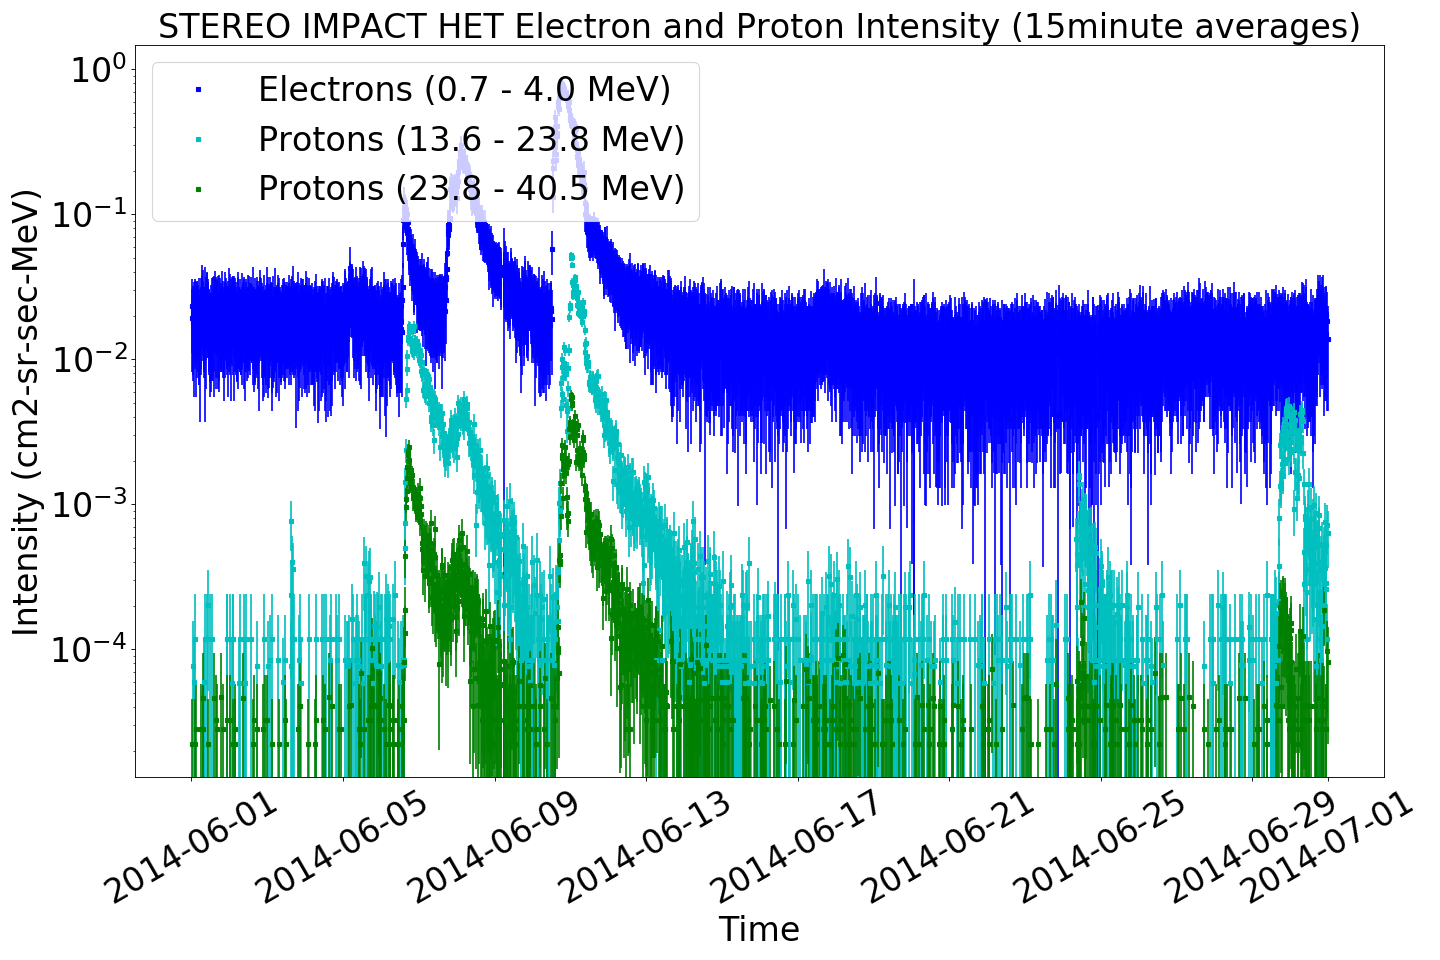 STEREO IMPACT HET Electron and Proton Intensity (15minute averages)
Electrons (0.7 - 4.0 MeV)
Protons (13.6 - 23.8 MeV)
Protons (23.8 - 40.5 MeV)
Intensity (cm2-sr-sec-MeV)
10⁰
10⁻¹
10⁻²
10⁻³
10⁻⁴
2014-06-01
2014-06-05
2014-06-09
2014-06-13
2014-06-17
2014-06-21
2014-06-25
2014-06-29
2014-07-01
Time